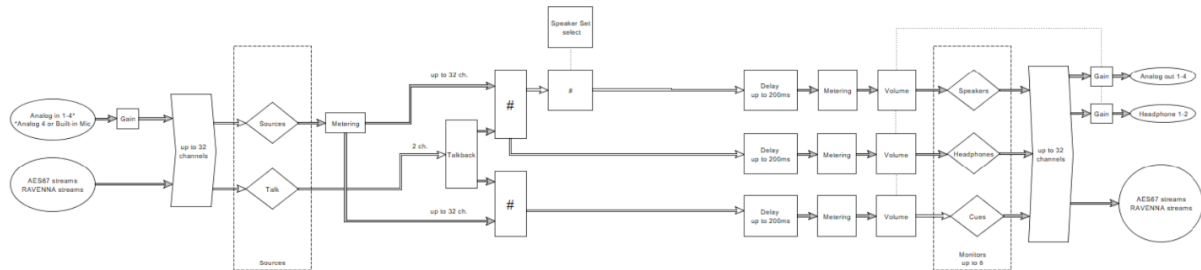 Speaker Set
select
up to 32 ch.
#
#
Delay
up to 200ms
Metering
Volume
Speakers
Gain
Analog out 1-4
Analog in 1-4*
*Analog 4 or Built-in Mic
Gain
Sources
Metering
Gain
Headphone 1-2
up to 32
channels
2 ch.
Talkback
Delay
up to 200ms
Metering
Volume
Headphones
up to 32
channels
AES67 streams
RAVENNA streams
Talk
up to 32 ch.
#
Delay
up to 200ms
Metering
Volume
Cues
AES67 streams
RAVENNA streams
Sources
Monitors
up to 6